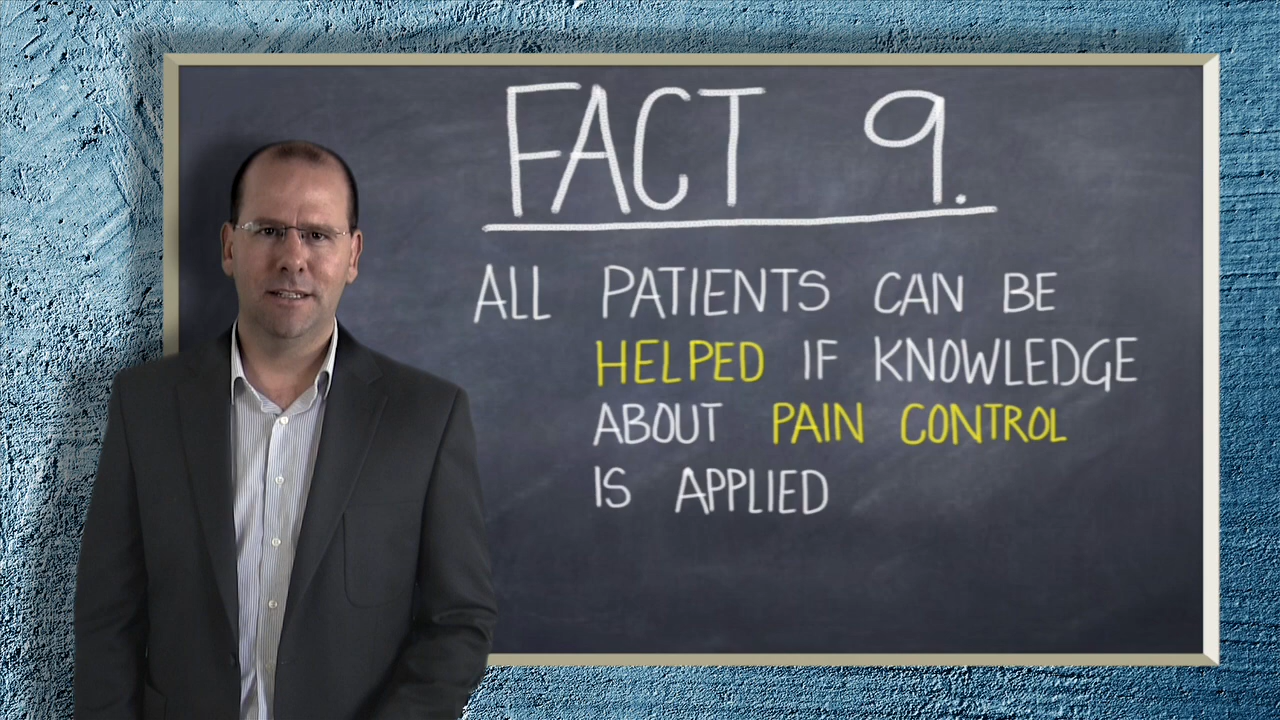 FACT 9.
ALL PATIENTS CAN BE
HELPED IF KNOWLEDGE
ABOUT PAIN CONTROL
IS APPLIED